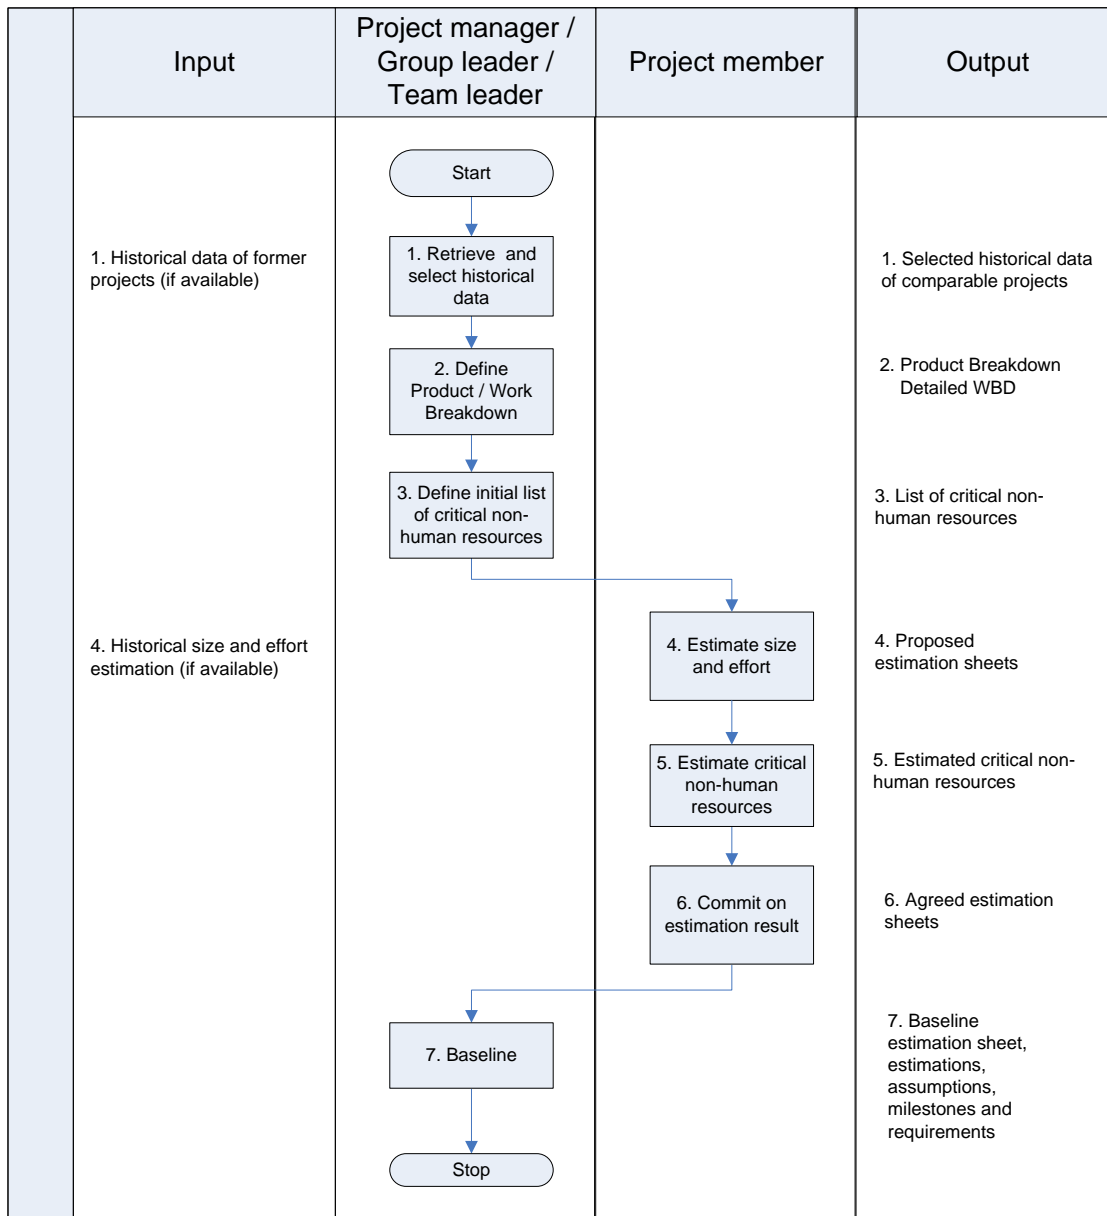 Input
Project manager /
Group leader /
Team leader
Project member
Output
Start
1. Historical data of former
projects (if available)
1. Retrieve and
select historical
data
1. Selected historical data
of comparable projects
2. Define
Product / Work
Breakdown
2. Product Breakdown
Detailed WBD
3. Define initial list
of critical non-
human resources
3. List of critical non-
human resources
4. Historical size and effort
estimation (if available)
4. Estimate size
and effort
4. Proposed
estimation sheets
5. Estimate critical
non-human
resources
5. Estimated critical non-
human resources
6. Commit on
estimation result
6. Agreed estimation
sheets
7. Baseline
7. Baseline
estimation sheet,
estimations,
assumptions,
milestones and
requirements
Stop